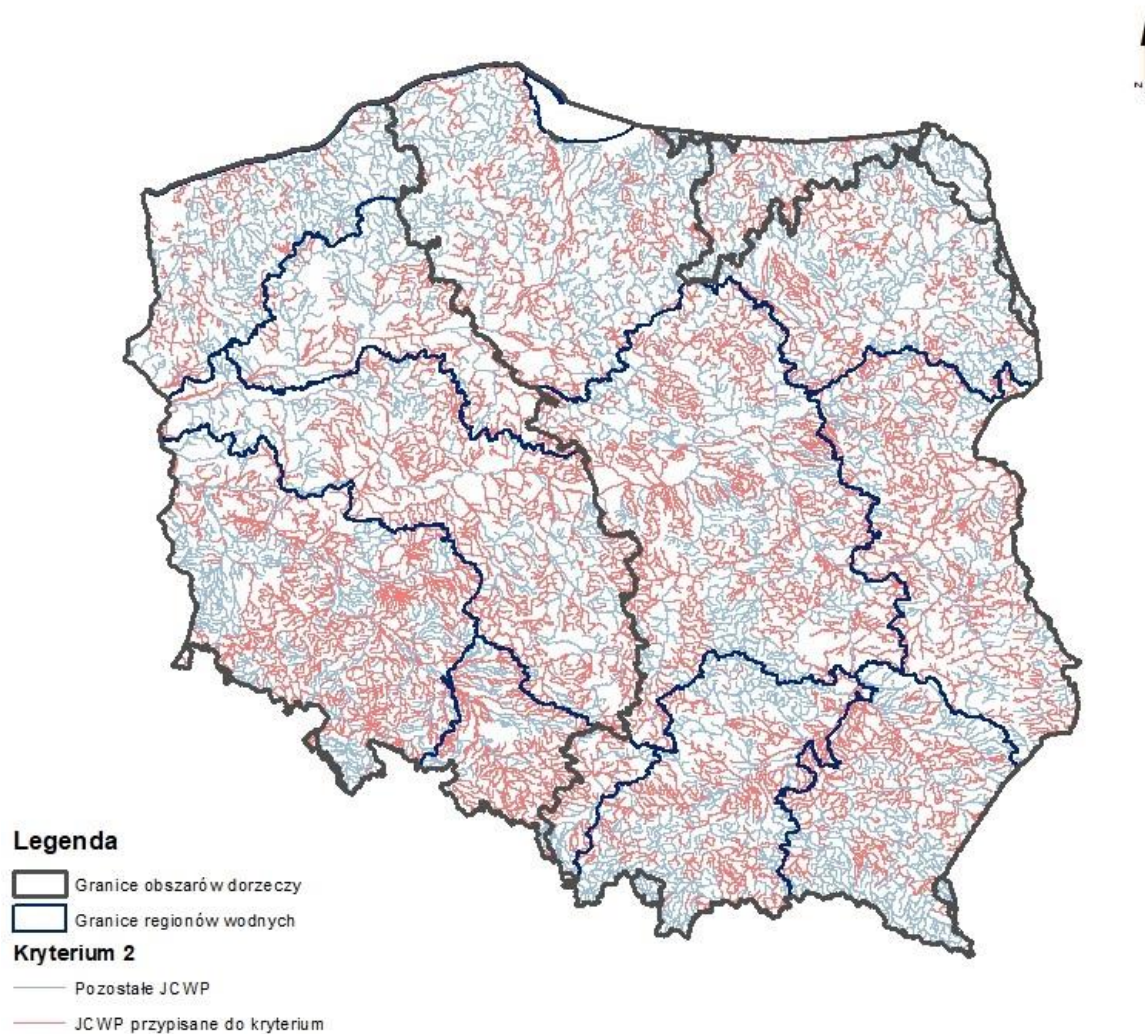 Legenda
Granice obszarów dorzeczy
Granice regionów wodnych
Kryterium 2
Pozostałe JCWP
JCWP przypisane do kryterium